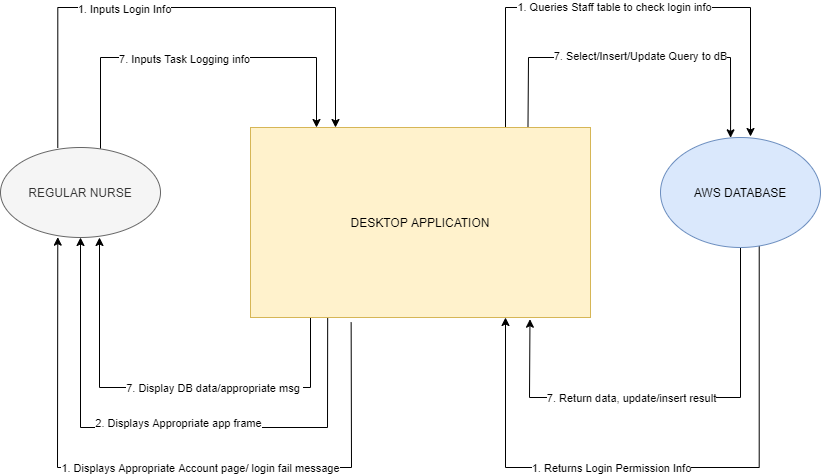 1. Inputs Login Info
1. Queries Staff table to check login info
7. Inputs Task Logging info
7. Select/Insert/Update Query to dB
REGULAR NURSE
DESKTOP APPLICATION
AWS DATABASE
7. Display DB data/appropriate msg
7. Return data, update/insert result
2. Displays Appropriate app frame
1. Displays Appropriate Account page/ login fail message
1. Returns Login Permission Info